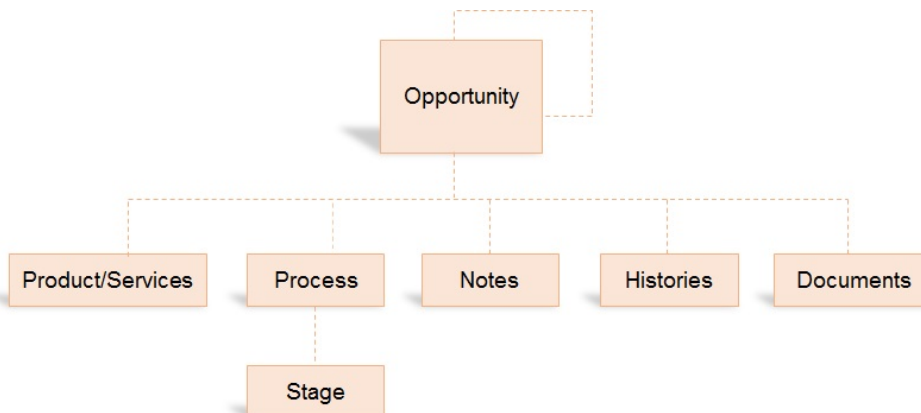 Opportunity
Product/Services
Process
Notes
Histories
Documents
Stage